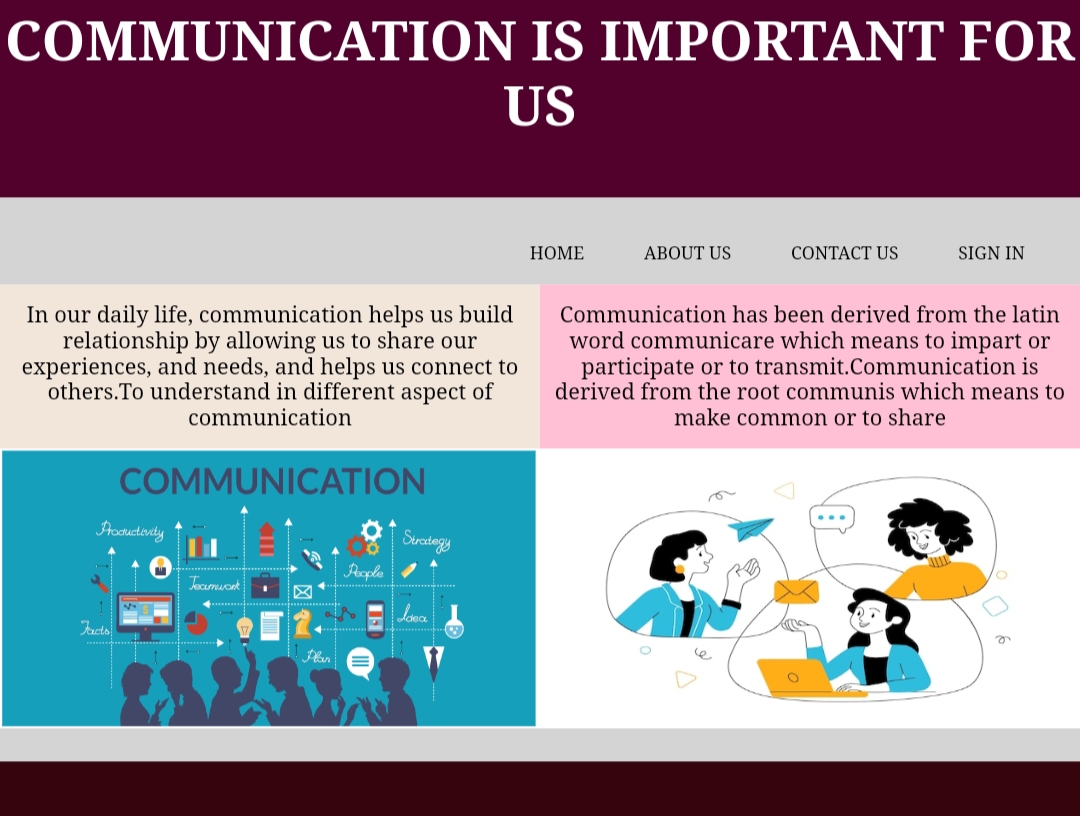 COMMUNICATION IS IMPORTANT FOR
US
HOME ABOUT US CONTACT US SIGN IN
In our daily life, communication helps us build
relationship by allowing us to share our
experiences, and needs, and helps us connect to
others.To understand in different aspect of
communication
Communication has been derived from the latin
word communicare which means to impart or
participate or to transmit.Communication is
derived from the root communis which means to
make common or to share
COMMUNICATION
Productivity
Strategy
People
Teamwork
Idea
Facts
Plan